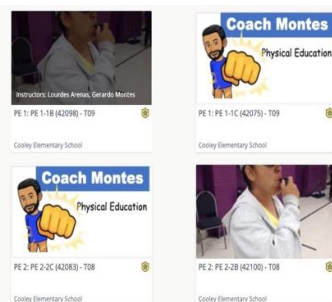 Instructors: Lourdes Arenas, Gerardo Montes
PE 1: PE 1-1B (42098) - T09
Cooley Elementary School
Coach Montes
Physical Education
PE 1: PE 1-1C (42075) - T09
Cooley Elementary School
Coach Montes
Physical Education
PE 2: PE 2-2C (42083) - T08
Cooley Elementary School
PE 2: PE 2-2B (42100) - T08
Cooley Elementary School